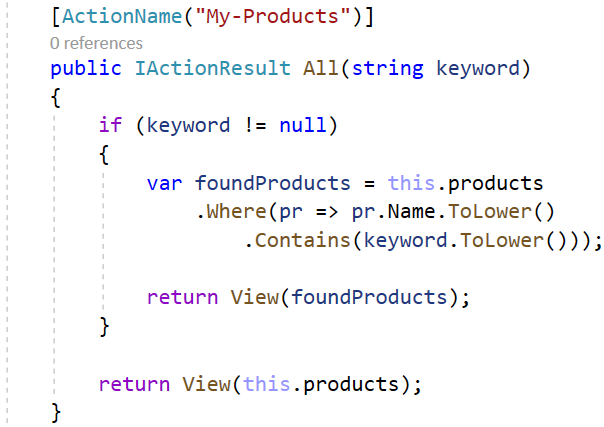 [ActionName("My-Products")]
0 references
public IActionResult All(string keyword)
{
    if (keyword != null)
    {
        var foundProducts = this.products
            .Where(pr => pr.Name.ToLower()
                .Contains(keyword.ToLower()));
        return View(foundProducts);
    }
    return View(this.products);
}